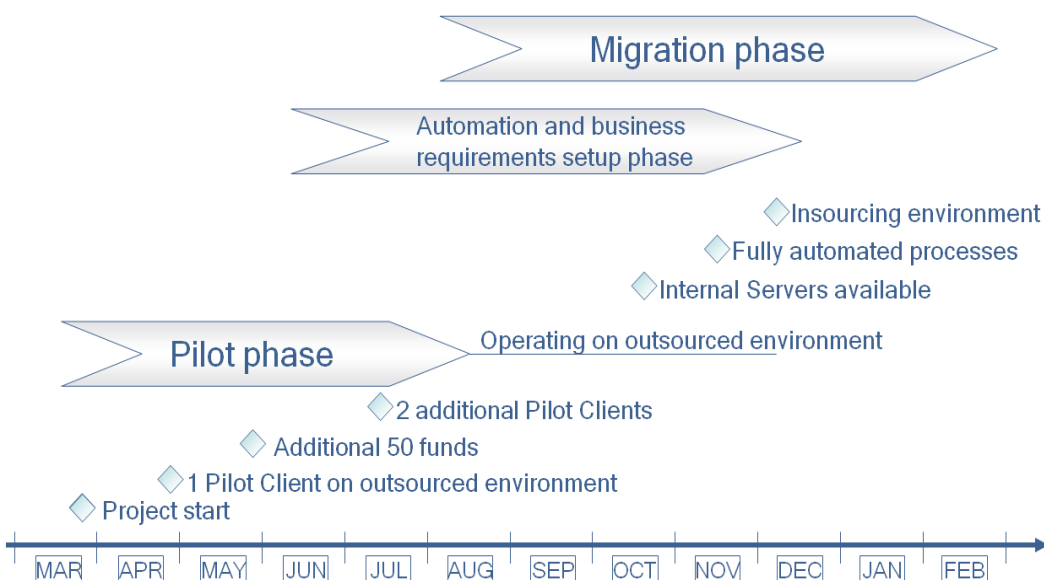 Migration phase
Automation and business
requirements setup phase
Insourcing environment
Fully automated processes
Internal Servers available
Operating on outsourced environment
Pilot phase
2 additional Pilot Clients
Additional 50 funds
1 Pilot Client on outsourced environment
Project start
MAR APR MAY JUN JUL AUG SEP OCT NOV DEC JAN FEB